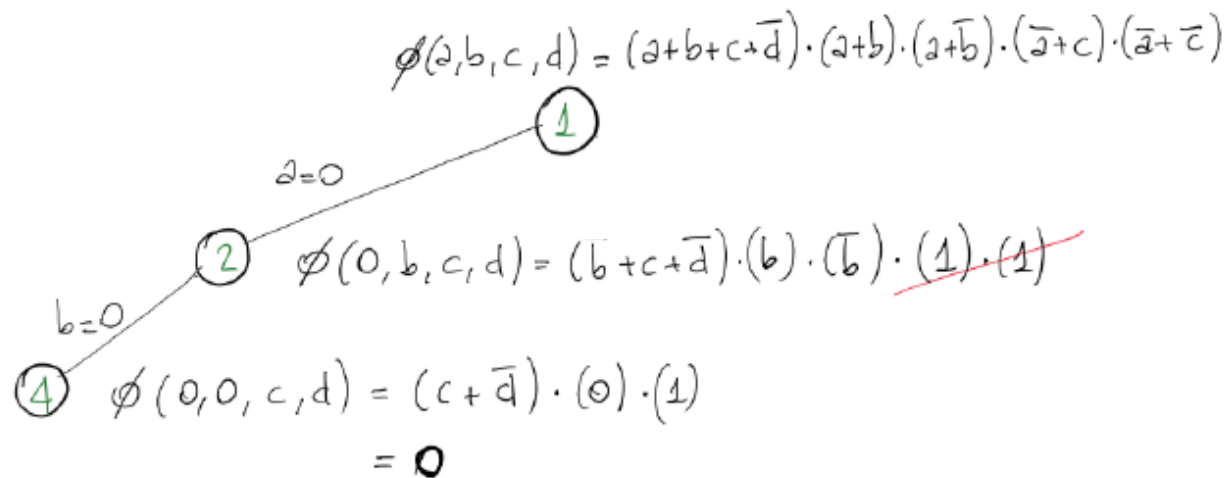 ϕ(a,b,c,d) = (a+b+c+d̅)·(a+b)·(a+b̅)·(a̅+c)·(a̅+c̅)
1
a=0
2 ϕ(0,b,c,d) = (b+c+d̅)·(b)·(b̅)·(1)·(1)
b=0
4 ϕ(0,0,c,d) = (c+d̅)·(0)·(1)
= 0